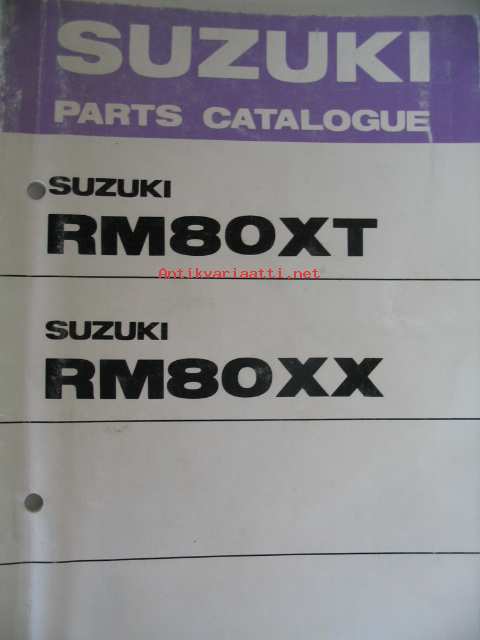 SUZUKI
PARTS CATALOGUE
SUZUKI
RM80XT
Antikvariaatti.net
SUZUKI
RM80XX